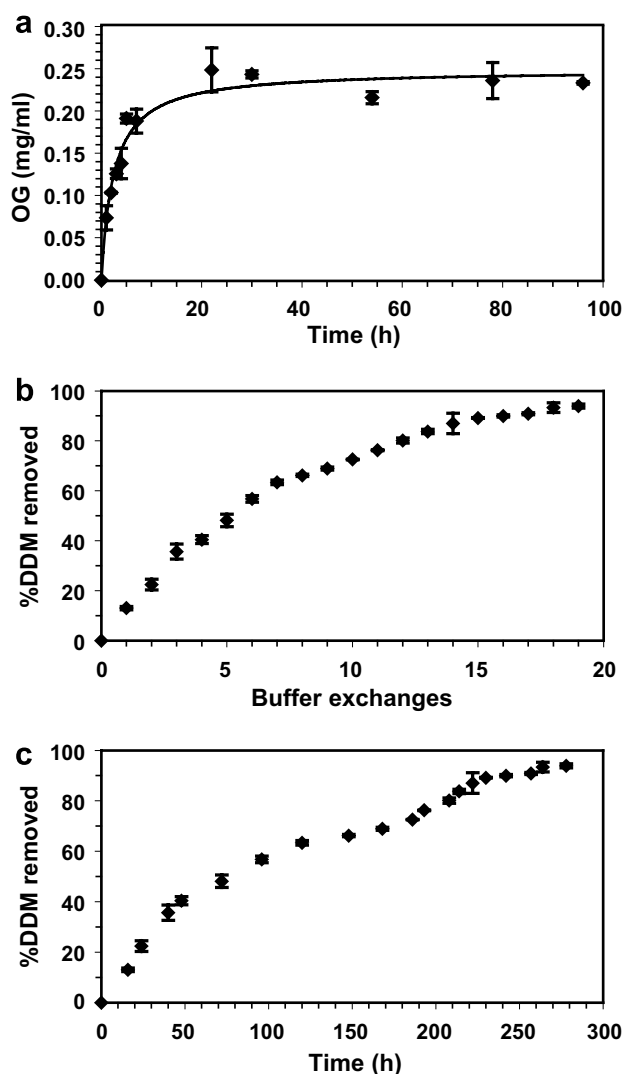 a
OG (mg/ml)
0.30
0.25
0.20
0.15
0.10
0.05
0.00
0 20 40 60 80 100
Time (h)
b
%DDM removed
100
80
60
40
20
0
0 5 10 15 20
Buffer exchanges
c
%DDM removed
100
80
60
40
20
0
0 50 100 150 200 250 300
Time (h)